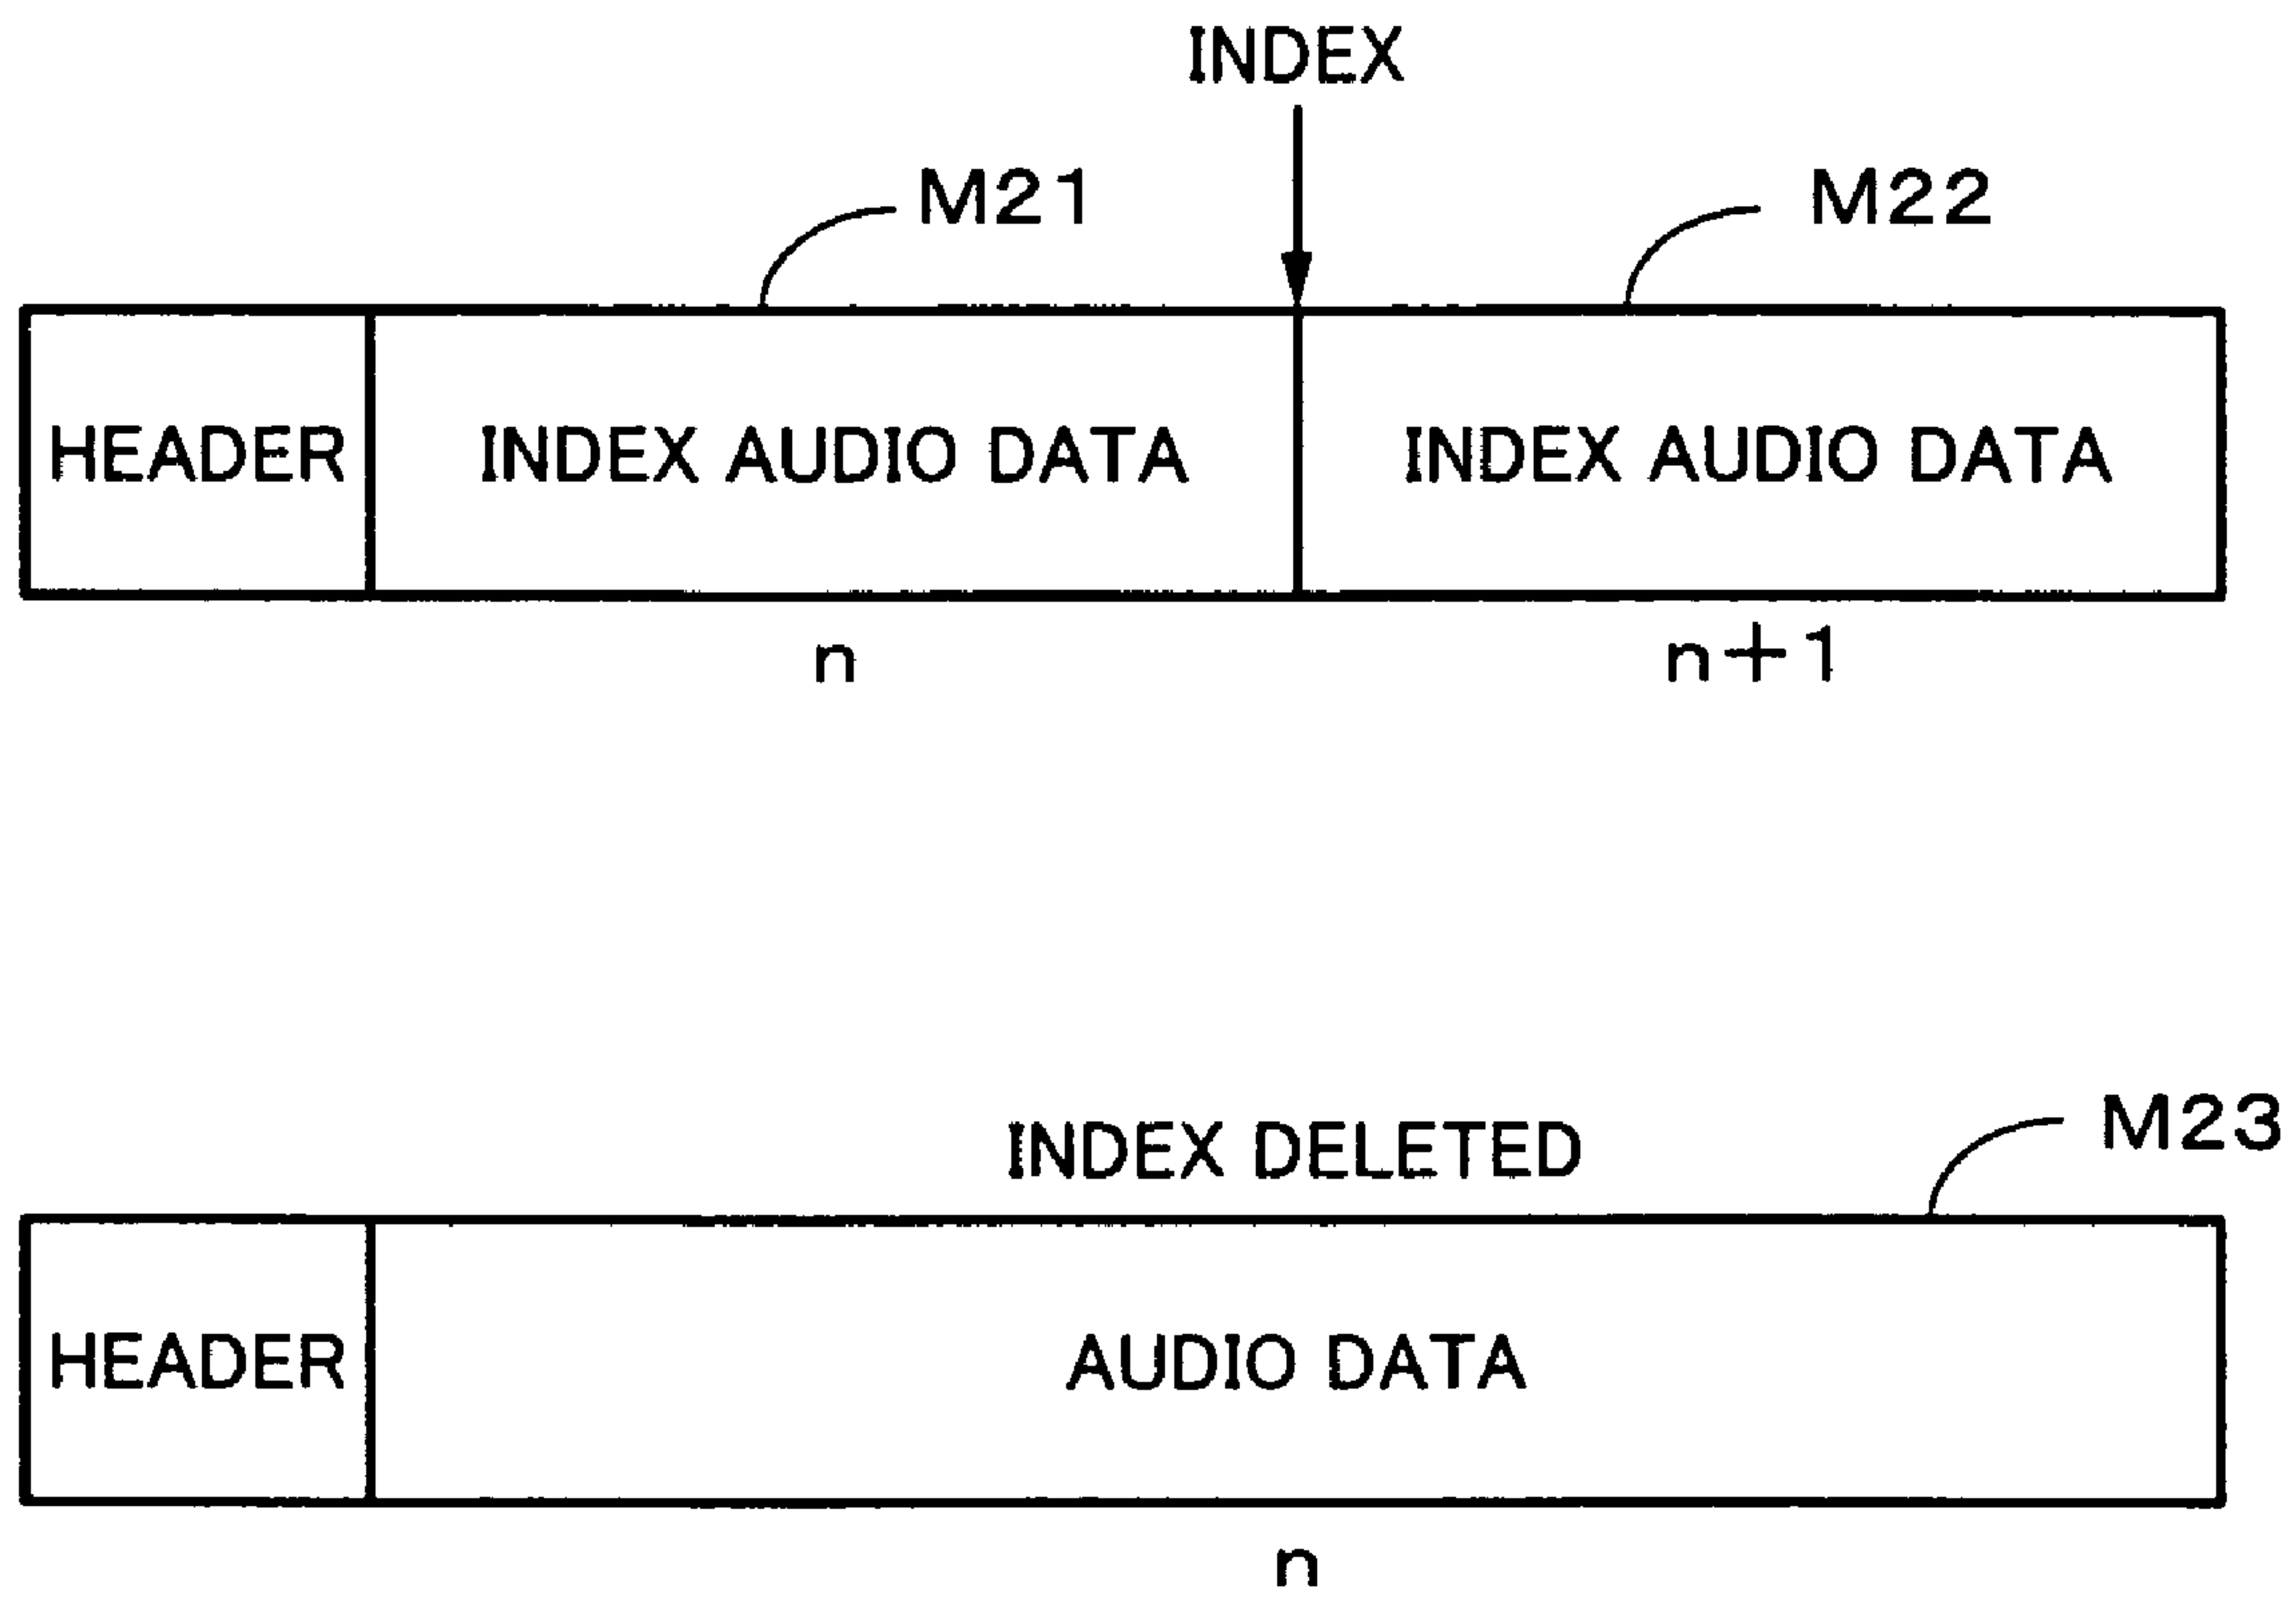 INDEX
M21 M22
HEADER INDEX AUDIO DATA INDEX AUDIO DATA
n n+1
INDEX DELETED M23
HEADER AUDIO DATA
n